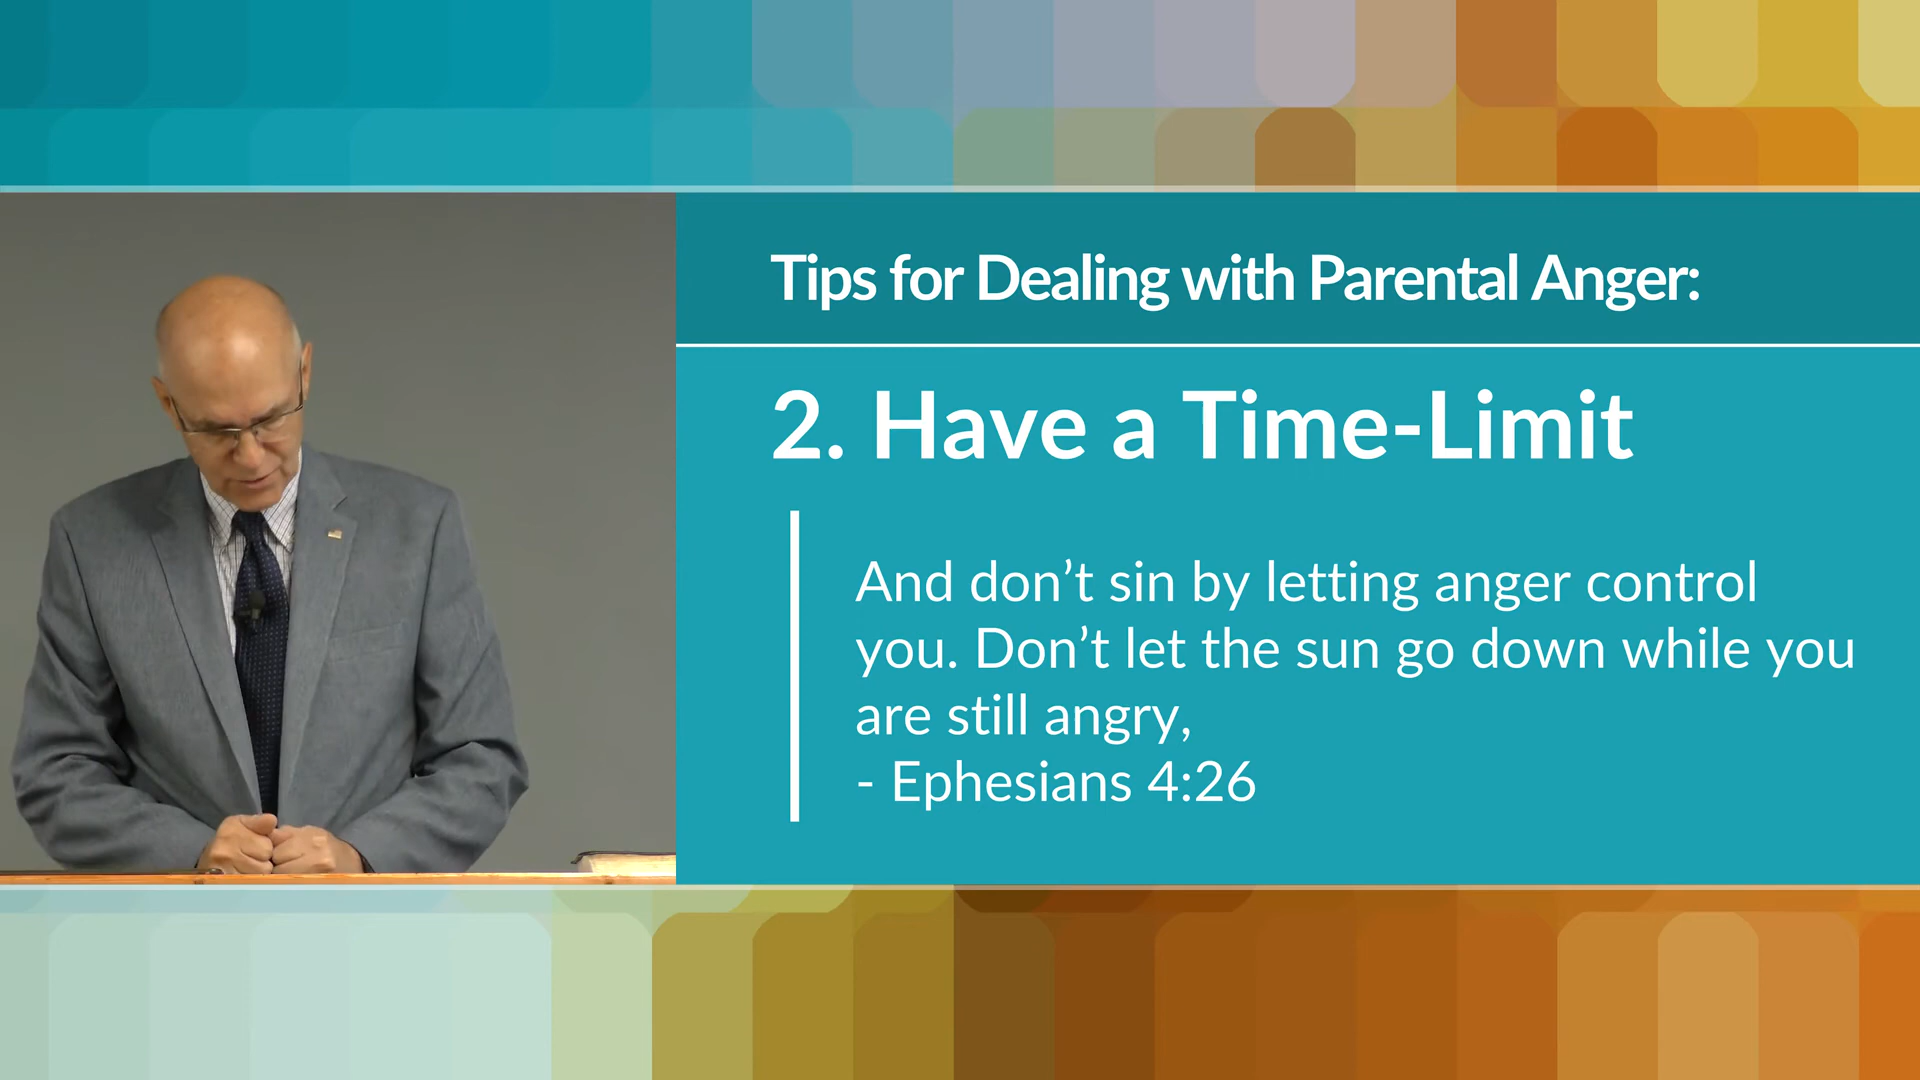 Tips for Dealing with Parental Anger:
2. Have a Time-Limit
And don’t sin by letting anger control
you. Don’t let the sun go down while you
are still angry,
- Ephesians 4:26